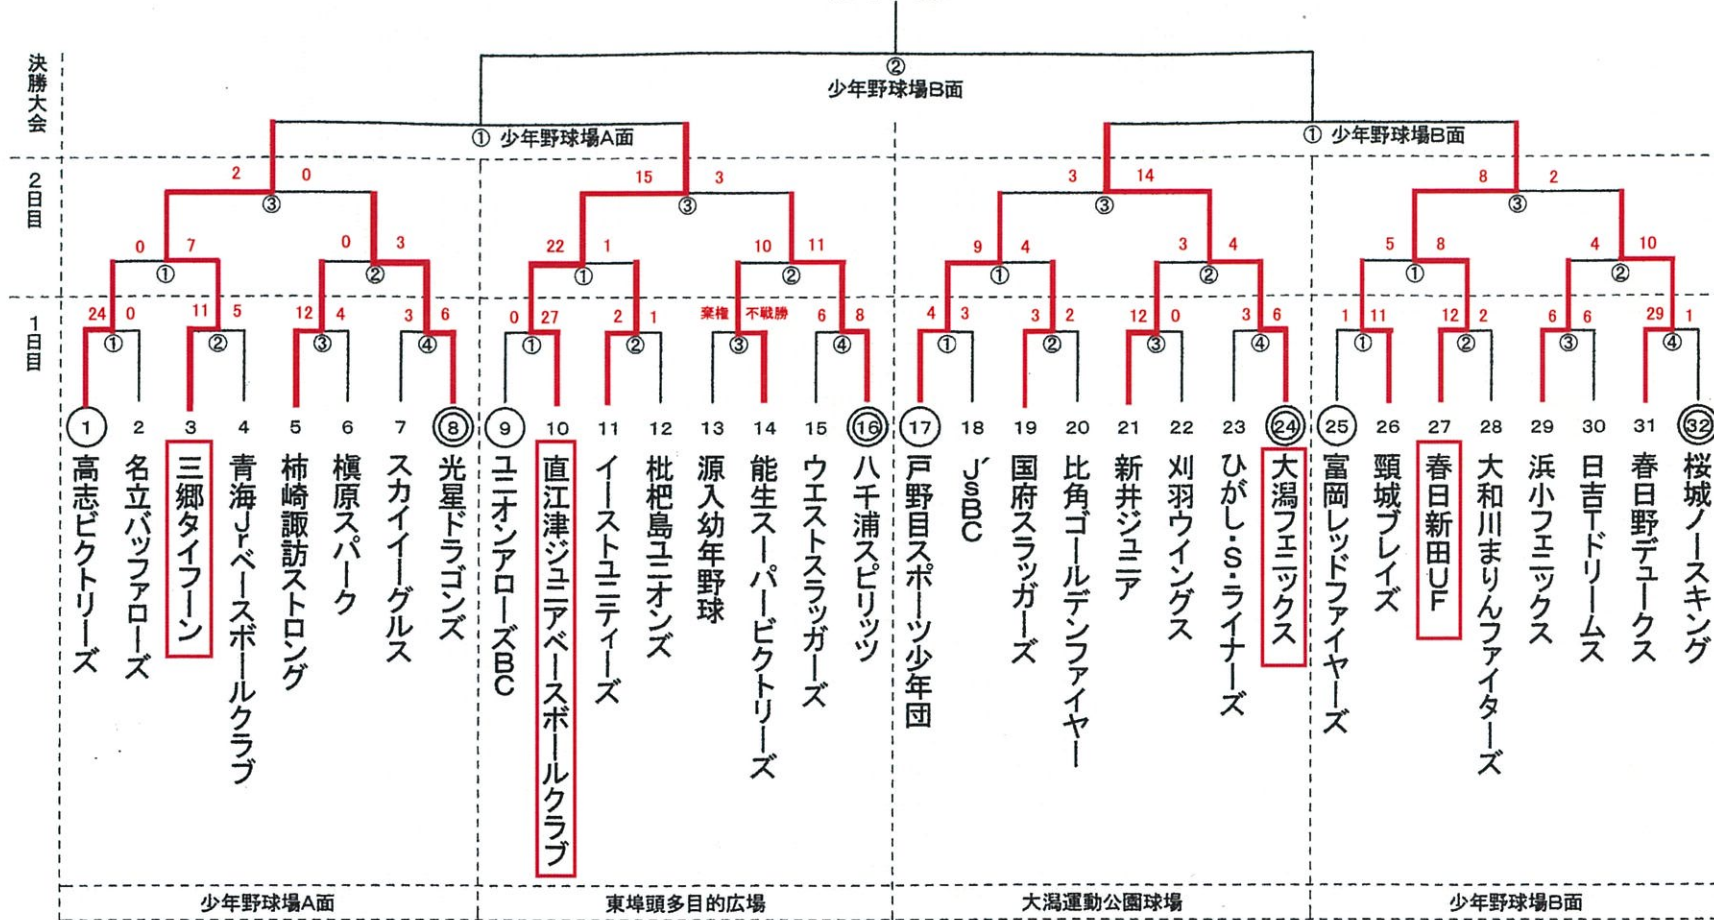 決勝大会
②
少年野球場B面
① 少年野球場A面
① 少年野球場B面
2日目
2 0
③
15 3
③
3 14
③
8 2
③
0 7
①
0 3
②
22 1
①
10 11
②
9 4
①
3 4
②
5 8
①
4 10
②
1日目
24 0
①
11 5
②
12 4
③
3 6
④
0 27
①
2 1
②
棄権 不戦勝
③
6 8
④
4 3
①
3 2
②
12 0
③
3 6
④
1 11
①
12 2
②
6 6
③
29 1
④
1 高志ビクトリーズ
2 名立バッファローズ
3 三郷タイフーン
4 青海Jrベースボールクラブ
5 柿崎諏訪ストロング
6 槇原スパーク
7 スカイイーグルス
8 光星ドラゴンズ
9 ユニオンアローズBC
10 直江津ジュニアベースボールクラブ
11 イーストユニティーズ
12 枇杷島ユニオンズ
13 源入幼年野球
14 能生スーパービクトリーズ
15 ウエストスラッガーズ
16 八千浦スピリッツ
17 戸野目スポーツ少年団
18 J'sBC
19 国府スラッガーズ
20 比角ゴールデンファイヤー
21 新井ジュニア
22 刈羽ウイングス
23 ひがし・S・ライナーズ
24 大潟フェニックス
25 富岡レッドファイヤーズ
26 頸城ブレイズ
27 春日新田UF
28 大和川まりんファイターズ
29 浜小フェニックス
30 日吉Tドリームス
31 春日野デュークス
32 桜城ノースキング
少年野球場A面
東埠頭多目的広場
大潟運動公園球場
少年野球場B面